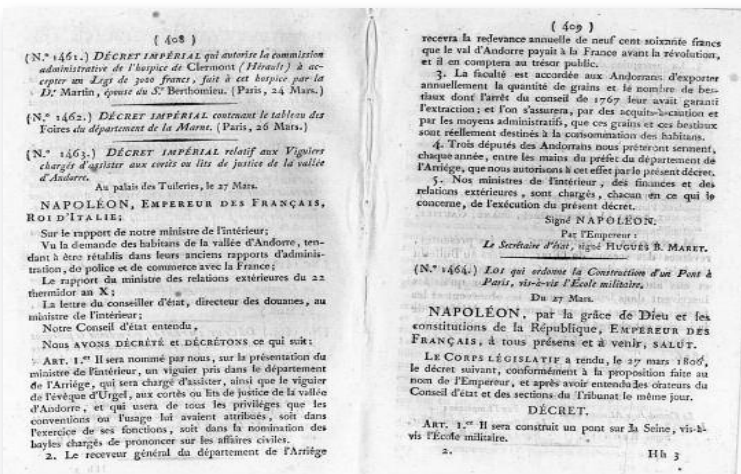 ( 408 )
(N.º 1461.) DÉCRET IMPÉRIAL qui autorise la commission
administrative de l'hospice de Clermont (Hérault) à ac-
cepter un Legs de 3000 francs, fait à cet hospice par la
D.e Martin, épouse du S.r Berthomieu. (Paris, 24 Mars.)
(N.º 1462.) DÉCRET IMPÉRIAL contenant le tableau des
Foires du département de la Marne. (Paris, 26 Mars.)
(N.º 1463.) DÉCRET IMPÉRIAL relatif aux Viguiers
chargés d'assister aux cortès ou lits de justice de la vallée
d'Andorre.
Au palais des Tuileries, le 27 Mars.
NAPOLÉON, EMPEREUR DES FRANÇAIS,
ROI D'ITALIE;
Sur le rapport de notre ministre de l'intérieur;
Vu la demande des habitans de la vallée d'Andorre, ten-
dant à être rétablis dans leurs anciens rapports d'adminis-
tration, de police et de commerce avec la France;
Le rapport du ministre des relations extérieures du 22
thermidor an X;
La lettre du conseiller d'état, directeur des douanes, au
ministre de l'intérieur;
Notre Conseil d'état entendu,
NOUS AVONS DÉCRÉTÉ et DÉCRÉTONS ce qui suit:
ART. 1.er Il sera nommé par nous, sur la présentation du
ministre de l'intérieur, un viguier pris dans le département
de l'Arriége, qui sera chargé d'assister, ainsi que le viguier
de l'évêque d'Urgel, aux cortès ou lits de justice de la vallée
d'Andorre, et qui usera de tous les priviléges que les
conventions ou l'usage lui avaient attribués, soit dans
l'exercice de ses fonctions, soit dans la nomination des
bayles chargés de prononcer sur les affaires civiles.
2. Le receveur général du département de l'Arriége
( 409 )
recevra la redevance annuelle de neuf cent soixante francs
que le val d'Andorre payait à la France avant la révolution,
et il en comptera au trésor public.
3. La faculté est accordée aux Andorrans d'exporter
annuellement la quantité de grains et le nombre de bes-
tiaux dont l'arrêt du conseil de 1767 leur avait garanti
l'extraction; et l'on s'assurera, par des acquits-à-caution et
par les moyens administratifs, que ces grains et ces bestiaux
sont réellement destinés à la consommation des habitans.
4. Trois députés des Andorrans nous prêteront serment,
chaque année, entre les mains du préfet du département de
l'Arriége, que nous autorisons à cet effet par le présent décret.
5. Nos ministres de l'intérieur, des finances et des
relations extérieures, sont chargés, chacun en ce qui le
concerne, de l'exécution du présent décret.
Signé NAPOLÉON.
Par l'Empereur:
Le Secrétaire d'état, signé HUGUES B. MARET.
(N.º 1464.) LOI qui ordonne la Construction d'un Pont à
Paris, vis-à-vis l'École militaire.
Du 27 Mars.
NAPOLÉON, par la grâce de Dieu et les
constitutions de la République, EMPEREUR DES
FRANÇAIS, à tous présens et à venir, SALUT.
LE CORPS LÉGISLATIF a rendu, le 27 mars 1806,
le décret suivant, conformément à la proposition faite au
nom de l'Empereur, et après avoir entendu les orateurs du
Conseil d'état et des sections du Tribunat le même jour.
DÉCRET.
ART. 1.er Il sera construit un pont sur la Seine, vis-à-
vis l'École militaire.
2. Hh 3